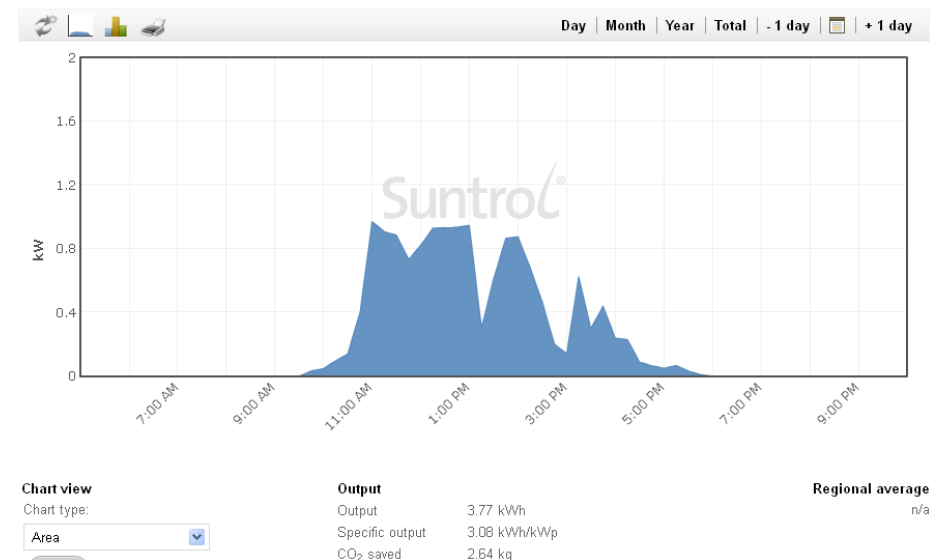 Day | Month | Year | Total | - 1 day | | + 1 day
2
1.6
1.2
0.8
0.4
0
kW
Suntrol®
7:00 AM 9:00 AM 11:00 AM 1:00 PM 3:00 PM 5:00 PM 7:00 PM 9:00 PM
Chart view Output Regional average
Chart type: Output 3.77 kWh n/a
Area Specific output 3.08 kWh/kWp
CO₂ saved 2.64 kg